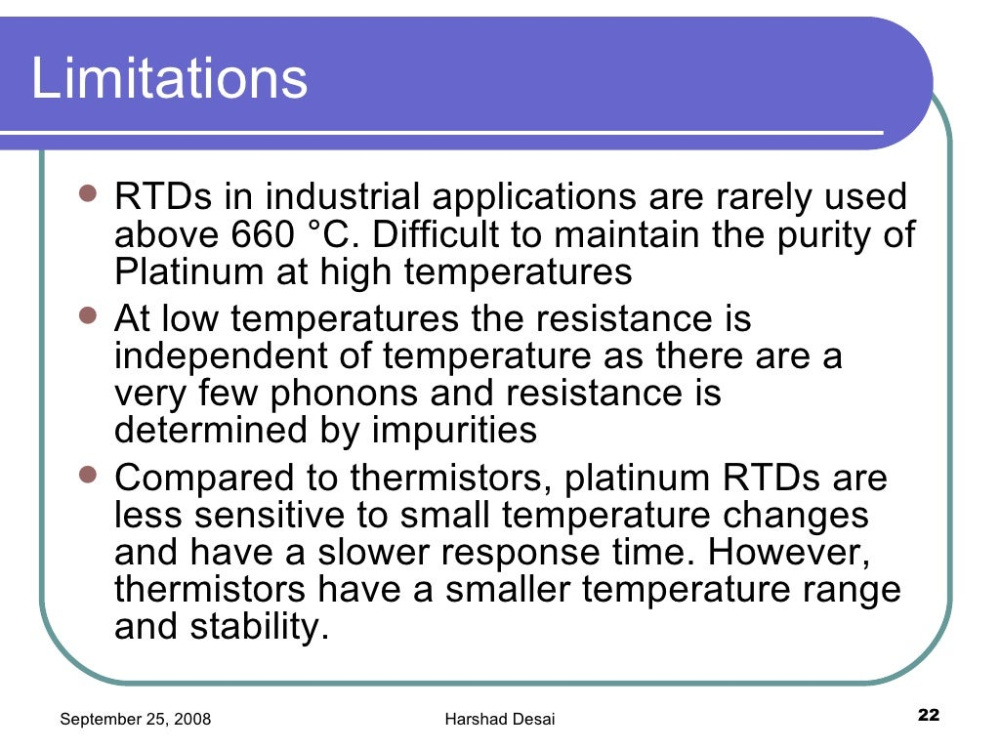 Limitations
RTDs in industrial applications are rarely used
above 660 °C. Difficult to maintain the purity of
Platinum at high temperatures
At low temperatures the resistance is
independent of temperature as there are a
very few phonons and resistance is
determined by impurities
Compared to thermistors, platinum RTDs are
less sensitive to small temperature changes
and have a slower response time. However,
thermistors have a smaller temperature range
and stability.
September 25, 2008
Harshad Desai
22